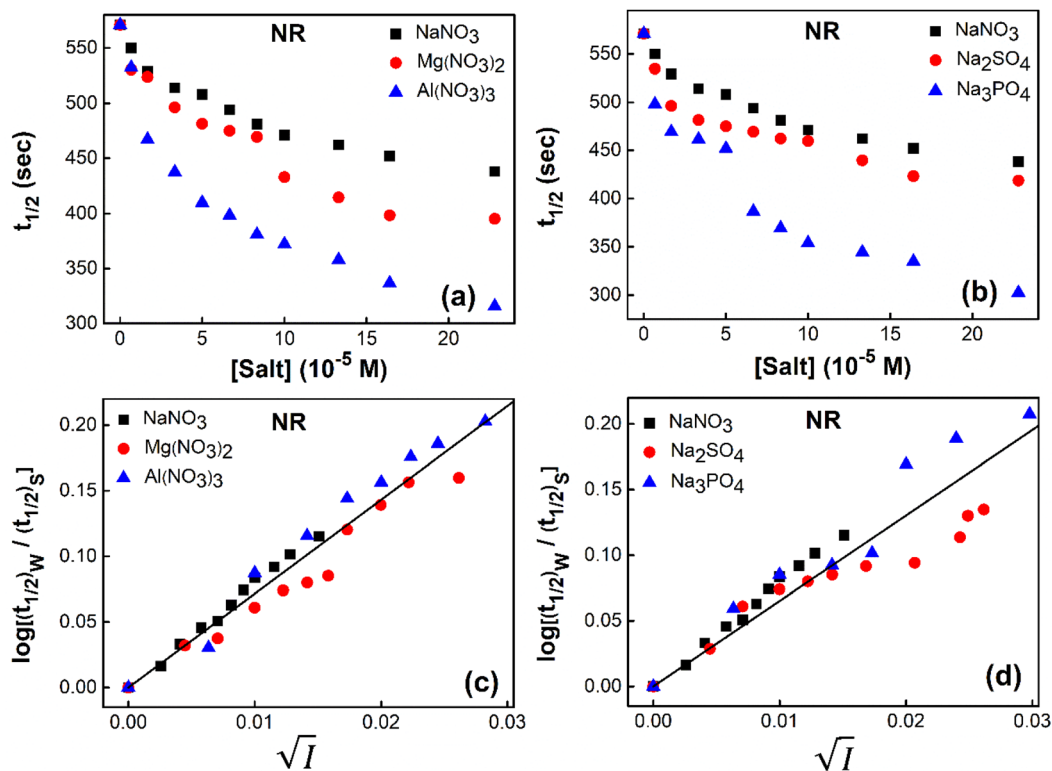 NR
NaNO3
Mg(NO3)2
Al(NO3)3
550
500
450
400
350
300
t1/2 (sec)
(a)
0 5 10 15 20
[Salt] (10-5 M)
NR
NaNO3
Na2SO4
Na3PO4
550
500
450
400
350
300
t1/2 (sec)
(b)
0 5 10 15 20
[Salt] (10-5 M)
NR
NaNO3
Mg(NO3)2
Al(NO3)3
0.20
0.15
0.10
0.05
0.00
log[(t1/2)W / (t1/2)S]
(c)
0.00 0.01 0.02 0.03
√I
NR
NaNO3
Na2SO4
Na3PO4
0.20
0.15
0.10
0.05
0.00
log[(t1/2)W / (t1/2)S]
(d)
0.00 0.01 0.02 0.03
√I